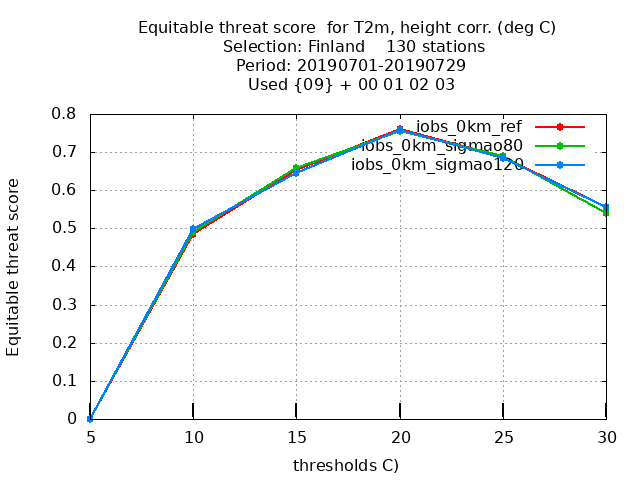 Equitable threat score  for T2m, height corr. (deg C)
Selection: Finland    130 stations
Period: 20190701-20190729
Used {09} + 00 01 02 03
iobs_0km_ref
iobs_0km_sigmao80
iobs_0km_sigmao120
Equitable threat score
0.8
0.7
0.6
0.5
0.4
0.3
0.2
0.1
0
5
10
15
20
25
30
thresholds C)